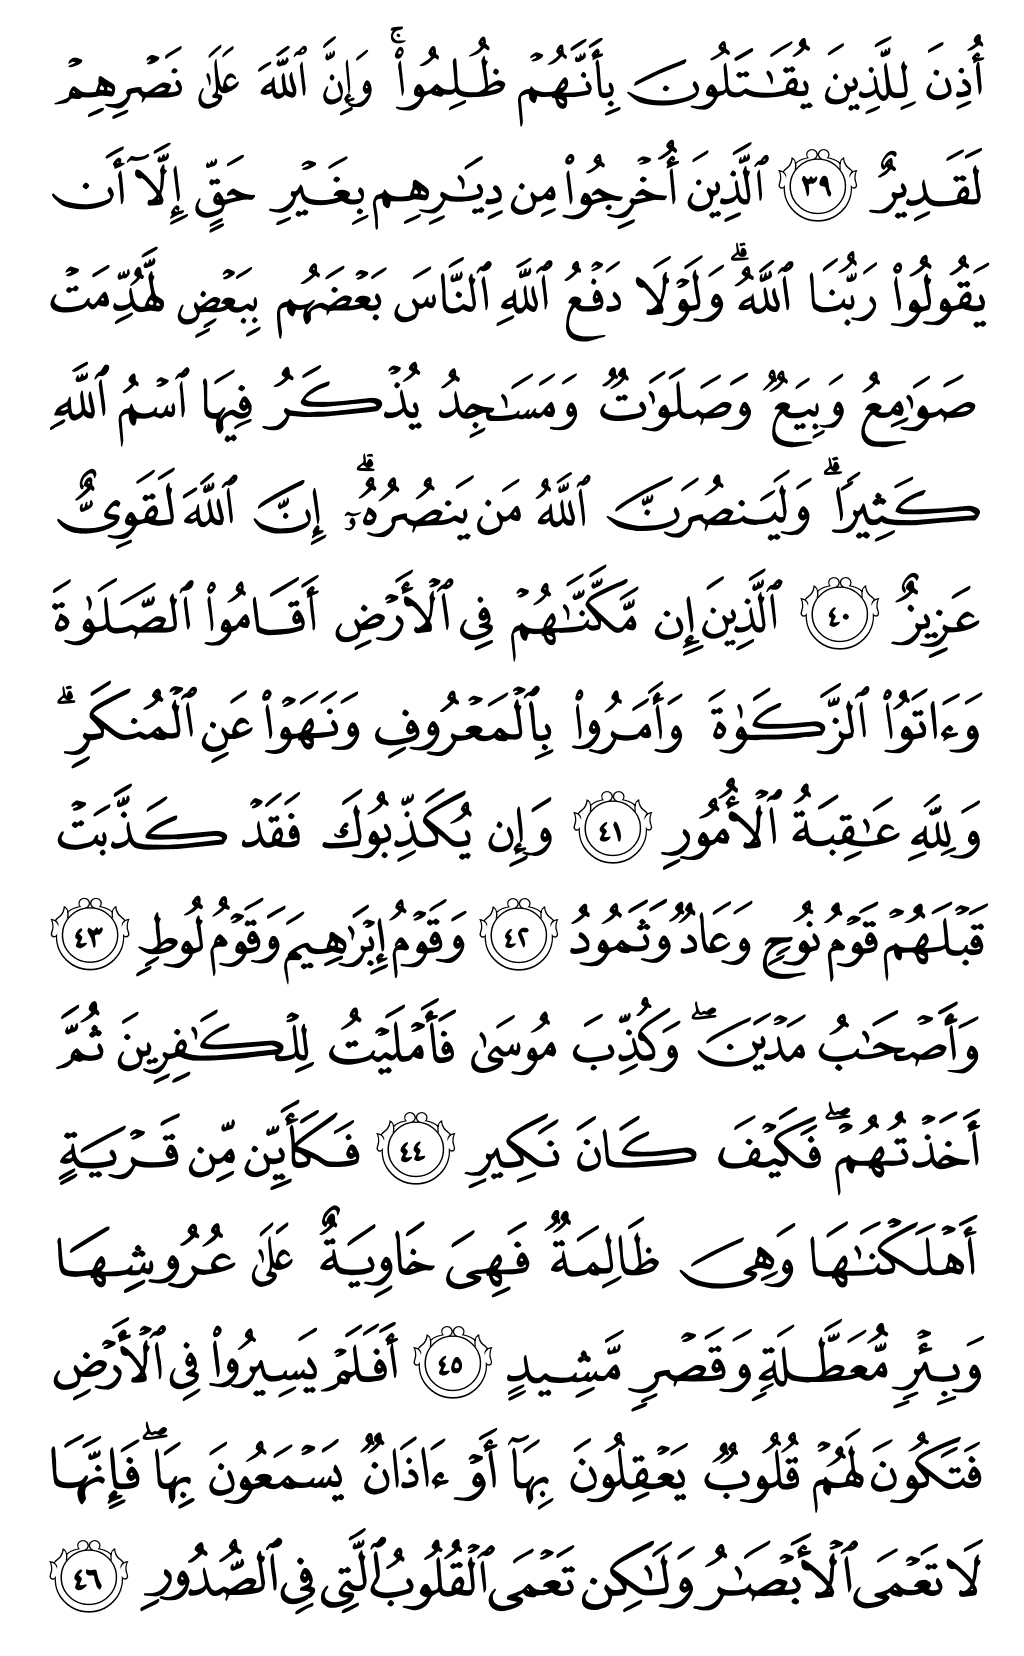 أُذِنَ لِلَّذِينَ يُقَـٰتَلُونَ بِأَنَّهُمۡ ظُلِمُواْۚ وَإِنَّ ٱللَّهَ عَلَىٰ نَصۡرِهِمۡ
لَقَدِيرٌ ٣٩ ٱلَّذِينَ أُخۡرِجُواْ مِن دِيَـٰرِهِم بِغَيۡرِ حَقٍّ إِلَّآ أَن
يَقُولُواْ رَبُّنَا ٱللَّهُۗ وَلَوۡلَا دَفۡعُ ٱللَّهِ ٱلنَّاسَ بَعۡضَهُم بِبَعۡضٍ لَّهُدِّمَتۡ
صَوَٰمِعُ وَبِيَعٌ وَصَلَوَٰتٌ وَمَسَـٰجِدُ يُذۡكَرُ فِيهَا ٱسۡمُ ٱللَّهِ
كَثِيرًاۗ وَلَيَنصُرَنَّ ٱللَّهُ مَن يَنصُرُهُۥٓۗ إِنَّ ٱللَّهَ لَقَوِىٌّ
عَزِيزٌ ٤٠ ٱلَّذِينَ إِن مَّكَّنَّـٰهُمۡ فِى ٱلۡأَرۡضِ أَقَامُواْ ٱلصَّلَوٰةَ
وَءَاتَوُاْ ٱلزَّكَوٰةَ وَأَمَرُواْ بِٱلۡمَعۡرُوفِ وَنَهَوۡاْ عَنِ ٱلۡمُنكَرِۗ
وَلِلَّهِ عَـٰقِبَةُ ٱلۡأُمُورِ ٤١ وَإِن يُكَذِّبُوكَ فَقَدۡ كَذَّبَتۡ
قَبۡلَهُمۡ قَوۡمُ نُوحٍ وَعَادٌ وَثَمُودُ ٤٢ وَقَوۡمُ إِبۡرَٰهِيمَ وَقَوۡمُ لُوطٍ ٤٣
وَأَصۡحَـٰبُ مَدۡيَنَۖ وَكُذِّبَ مُوسَىٰ فَأَمۡلَيۡتُ لِلۡكَـٰفِرِينَ ثُمَّ
أَخَذۡتُهُمۡۖ فَكَيۡفَ كَانَ نَكِيرِ ٤٤ فَكَأَيِّن مِّن قَرۡيَةٍ
أَهۡلَكۡنَـٰهَا وَهِىَ ظَالِمَةٌ فَهِىَ خَاوِيَةٌ عَلَىٰ عُرُوشِهَا
وَبِئۡرٍ مُّعَطَّلَةٍ وَقَصۡرٍ مَّشِيدٍ ٤٥ أَفَلَمۡ يَسِيرُواْ فِى ٱلۡأَرۡضِ
فَتَكُونَ لَهُمۡ قُلُوبٌ يَعۡقِلُونَ بِهَآ أَوۡ ءَاذَانٌ يَسۡمَعُونَ بِهَاۖ فَإِنَّهَا
لَا تَعۡمَى ٱلۡأَبۡصَـٰرُ وَلَـٰكِن تَعۡمَى ٱلۡقُلُوبُ ٱلَّتِى فِى ٱلصُّدُورِ ٤٦